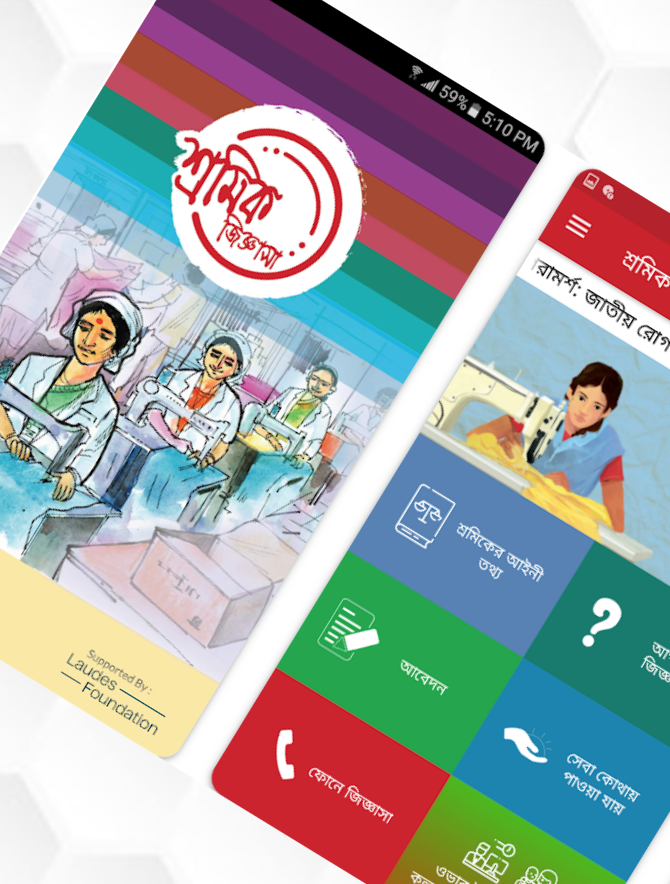 59% 5:10 PM
শ্রমিক
জিজ্ঞাসা
Supported By:
Laudes
Foundation
শ্রমিক
রামর্শ: জাতীয় রোগ
শ্রমিকের আইনী
তথ্য
আবেদন
সেবা কোথায়
পাওয়া যায়
ফোনে জিজ্ঞাসা